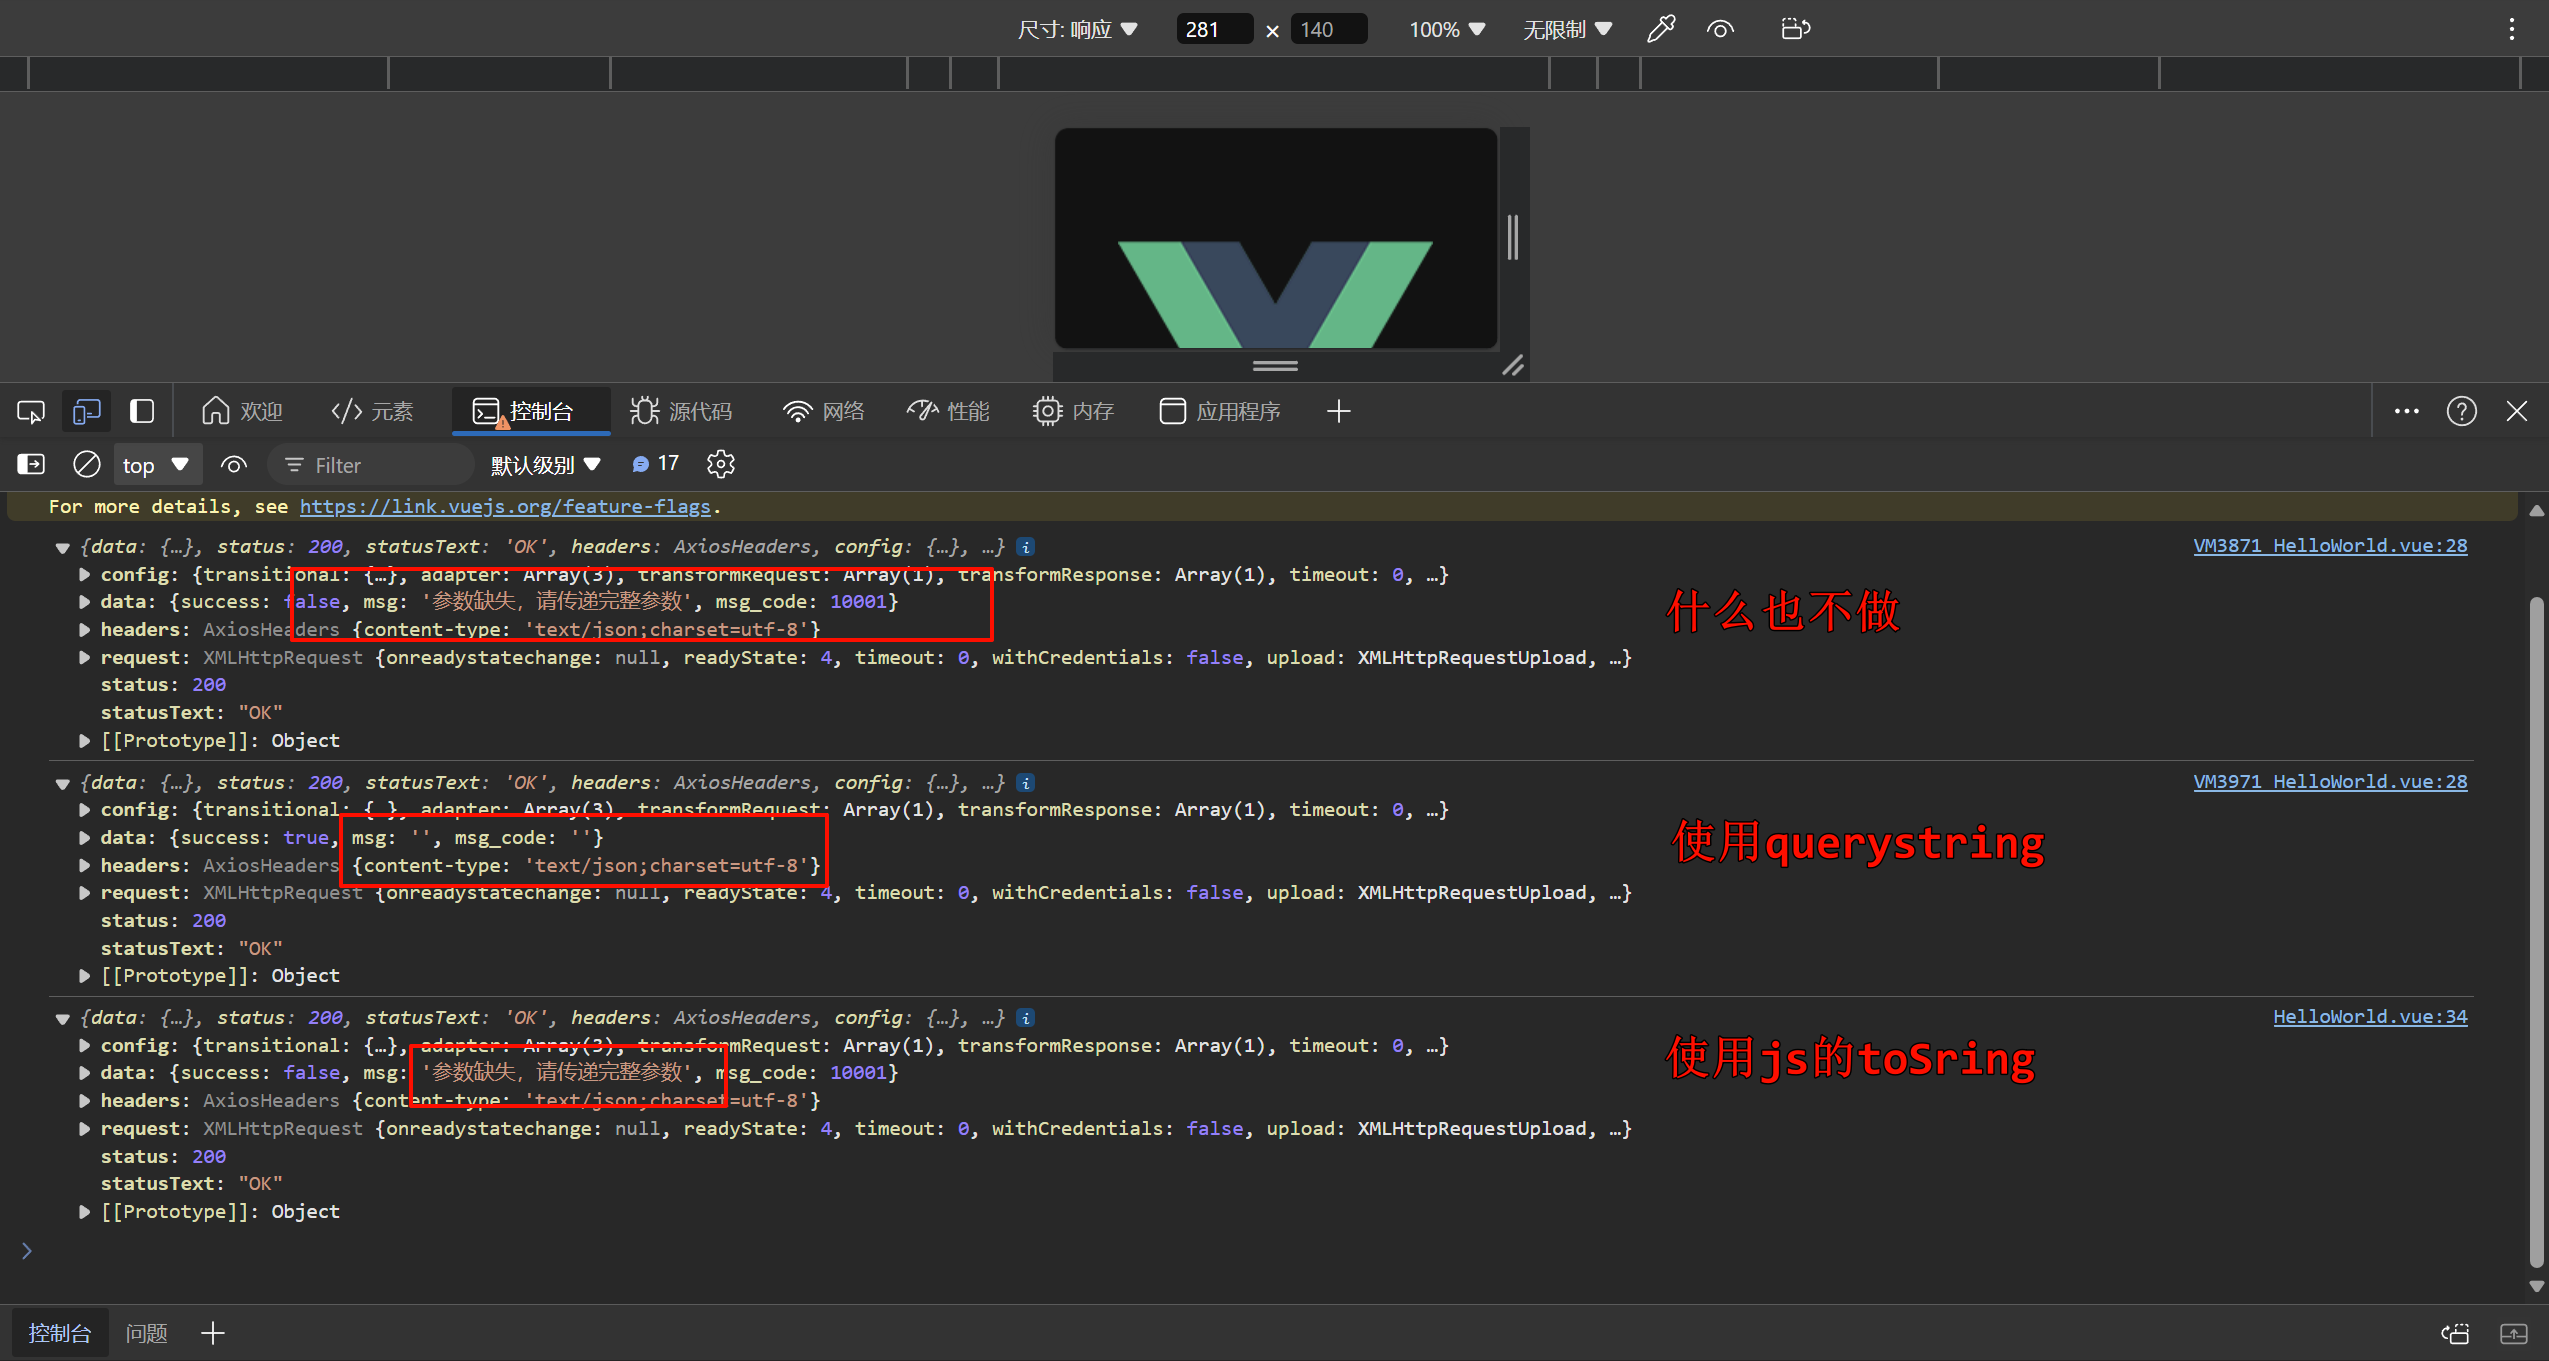 尺寸: 响应 281 × 140 100% 无限制
欢迎 元素 控制台 源代码 网络 性能 内存 应用程序
top Filter 默认级别 17
For more details, see https://link.vuejs.org/feature-flags.
{data: {…}, status: 200, statusText: 'OK', headers: AxiosHeaders, config: {…}, …} VM3871 HelloWorld.vue:28
config: {transitional: {…}, adapter: Array(3), transformRequest: Array(1), transformResponse: Array(1), timeout: 0, …}
data: {success: false, msg: '参数缺失，请传递完整参数', msg_code: 10001}
什么也不做
headers: AxiosHeaders {content-type: 'text/json;charset=utf-8'}
request: XMLHttpRequest {onreadystatechange: null, readyState: 4, timeout: 0, withCredentials: false, upload: XMLHttpRequestUpload, …}
status: 200
statusText: "OK"
[[Prototype]]: Object
{data: {…}, status: 200, statusText: 'OK', headers: AxiosHeaders, config: {…}, …} VM3971 HelloWorld.vue:28
config: {transitional: {…}, adapter: Array(3), transformRequest: Array(1), transformResponse: Array(1), timeout: 0, …}
data: {success: true, msg: '', msg_code: ''}
使用querystring
headers: AxiosHeaders {content-type: 'text/json;charset=utf-8'}
request: XMLHttpRequest {onreadystatechange: null, readyState: 4, timeout: 0, withCredentials: false, upload: XMLHttpRequestUpload, …}
status: 200
statusText: "OK"
[[Prototype]]: Object
{data: {…}, status: 200, statusText: 'OK', headers: AxiosHeaders, config: {…}, …} HelloWorld.vue:34
config: {transitional: {…}, adapter: Array(3), transformRequest: Array(1), transformResponse: Array(1), timeout: 0, …}
使用js的toSring
data: {success: false, msg: '参数缺失，请传递完整参数', msg_code: 10001}
headers: AxiosHeaders {content-type: 'text/json;charset=utf-8'}
request: XMLHttpRequest {onreadystatechange: null, readyState: 4, timeout: 0, withCredentials: false, upload: XMLHttpRequestUpload, …}
status: 200
statusText: "OK"
[[Prototype]]: Object
控制台 问题